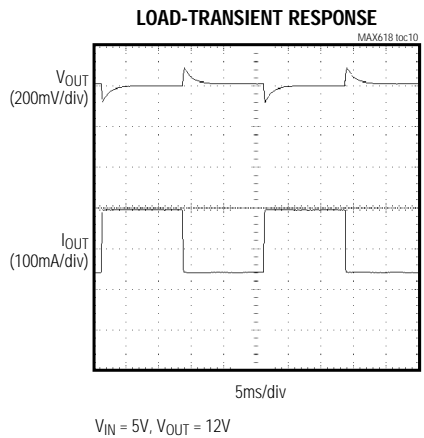 LOAD-TRANSIENT RESPONSE
MAX618 toc10
VOUT
(200mV/div)
IOUT
(100mA/div)
5ms/div
VIN = 5V, VOUT = 12V